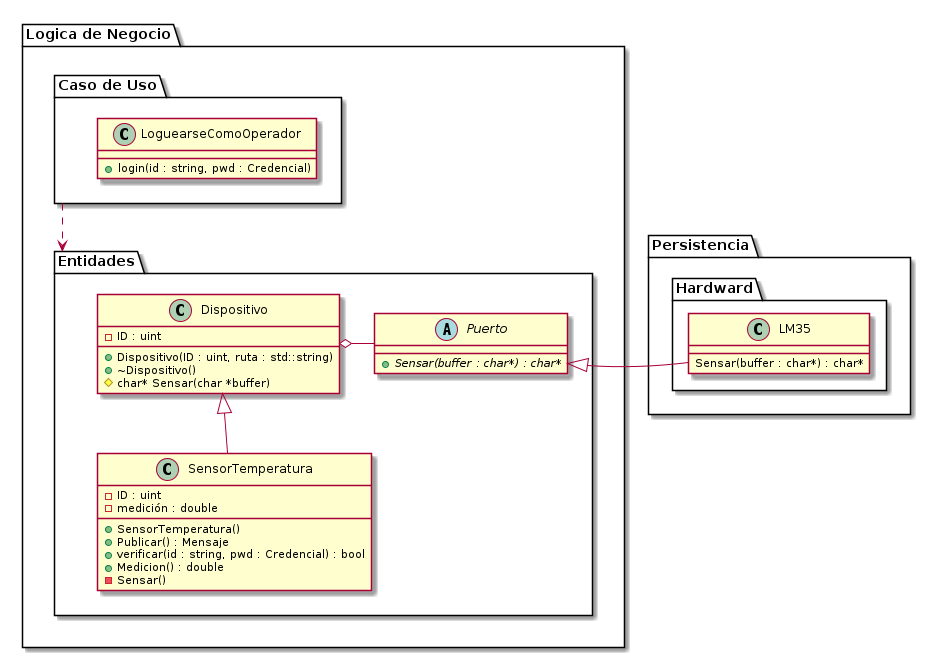 Logica de Negocio
Caso de Uso
C LoguearseComoOperador
login(id : string, pwd : Credencial)
Entidades
C Dispositivo
ID : uint
Dispositivo(ID : uint, ruta : std::string)
~Dispositivo()
char* Sensar(char *buffer)
A Puerto
Sensar(buffer : char*) : char*
C SensorTemperatura
ID : uint
medición : double
SensorTemperatura()
Publicar() : Mensaje
verificar(id : string, pwd : Credencial) : bool
Medicion() : double
Sensar()
Persistencia
Hardward
C LM35
Sensar(buffer : char*) : char*